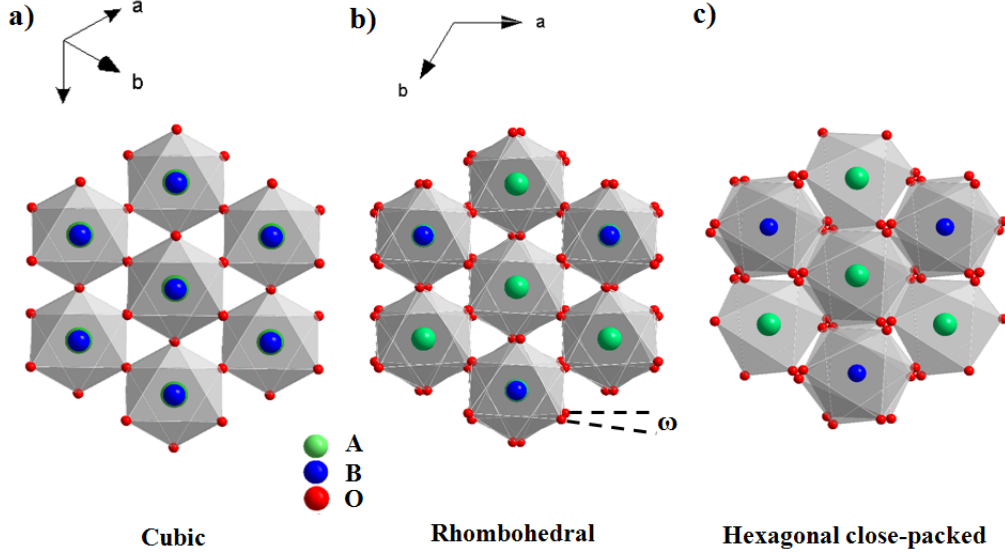 a)
a
b
b)
a
b
c)
ω
A
B
O
Cubic
Rhombohedral
Hexagonal close-packed